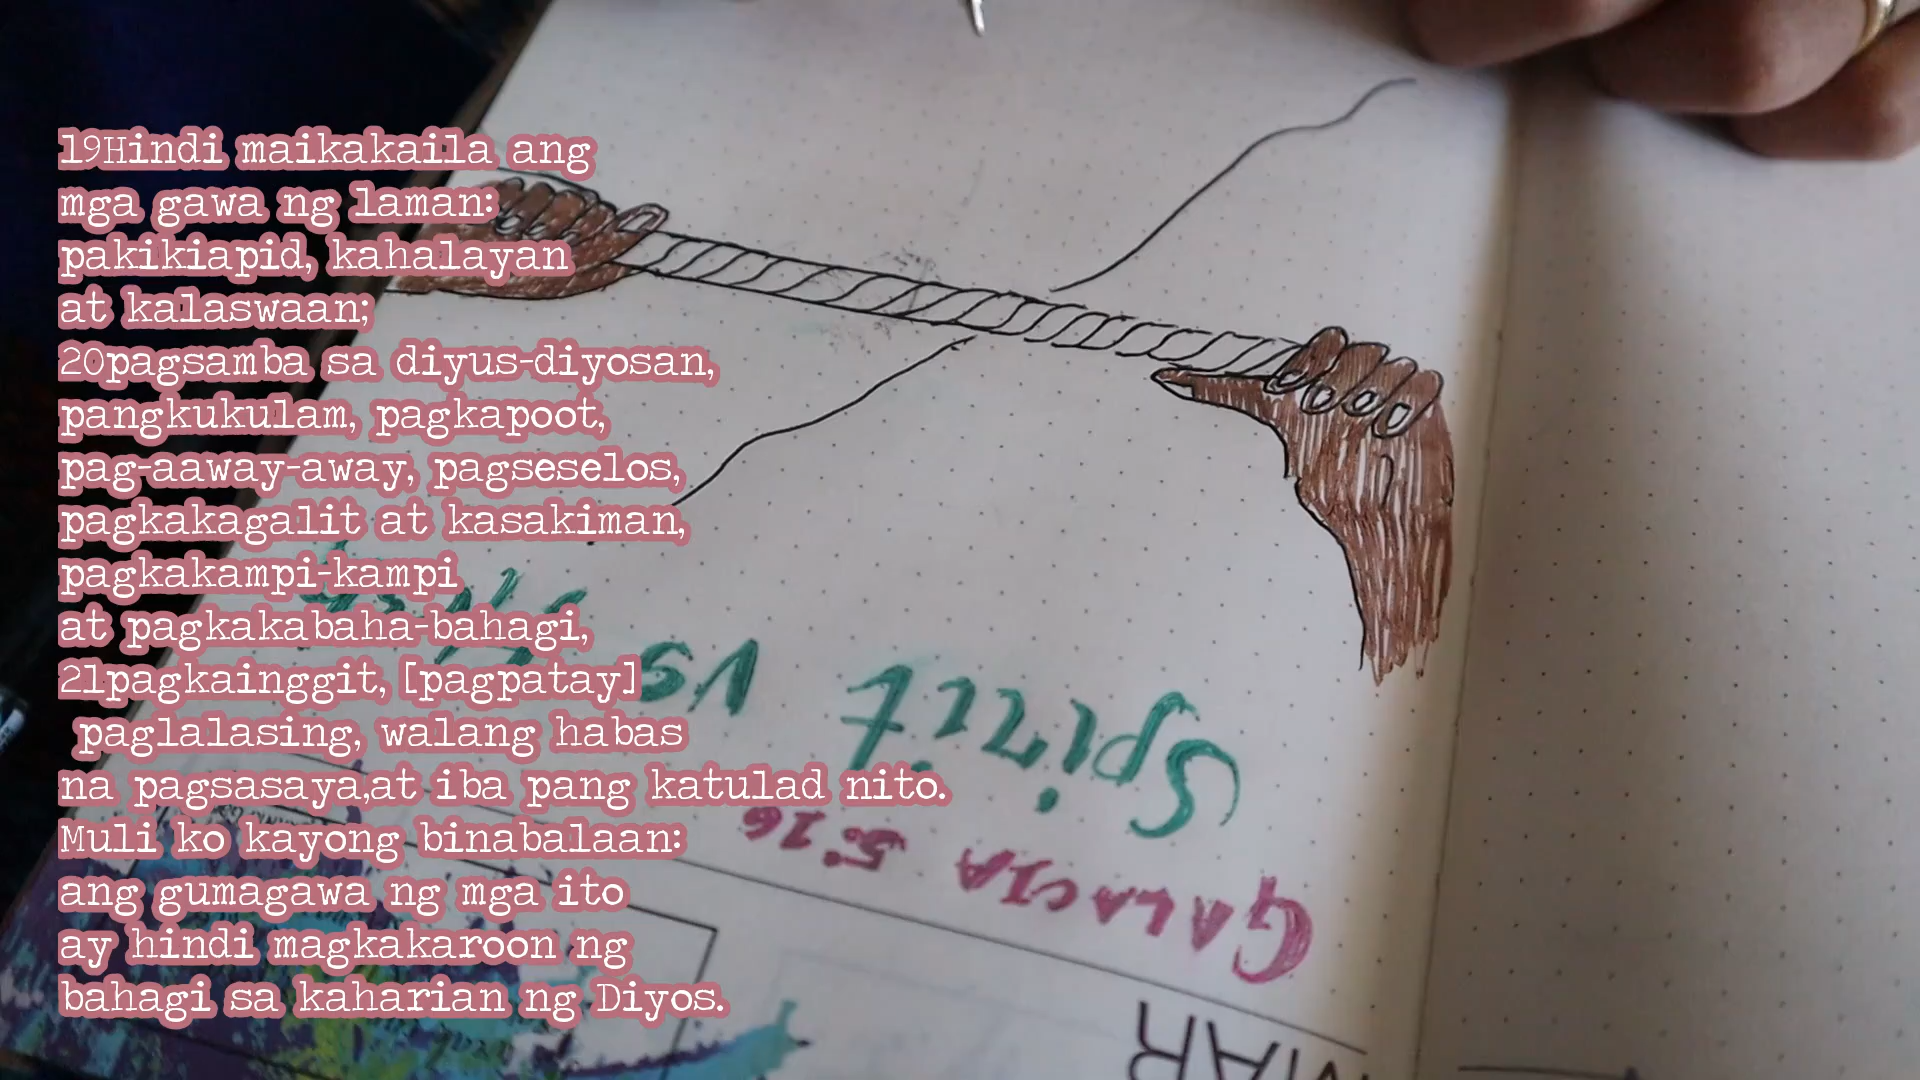 19Hindi maikakaila ang
mga gawa ng laman:
pakikiapid, kahalayan
at kalaswaan;
20pagsamba sa diyus-diyosan,
pangkukulam, pagkapoot,
pag-aaway-away, pagseselos,
pagkakagalit at kasakiman,
pagkakampi-kampi
at pagkakabaha-bahagi,
21pagkainggit, [pagpatay]
paglalasing, walang habas
na pagsasaya,at iba pang katulad nito.
Muli ko kayong binabalaan:
ang gumagawa ng mga ito
ay hindi magkakaroon ng
bahagi sa kaharian ng Diyos.
MAR
GALACIA 5:16
Spirit vs